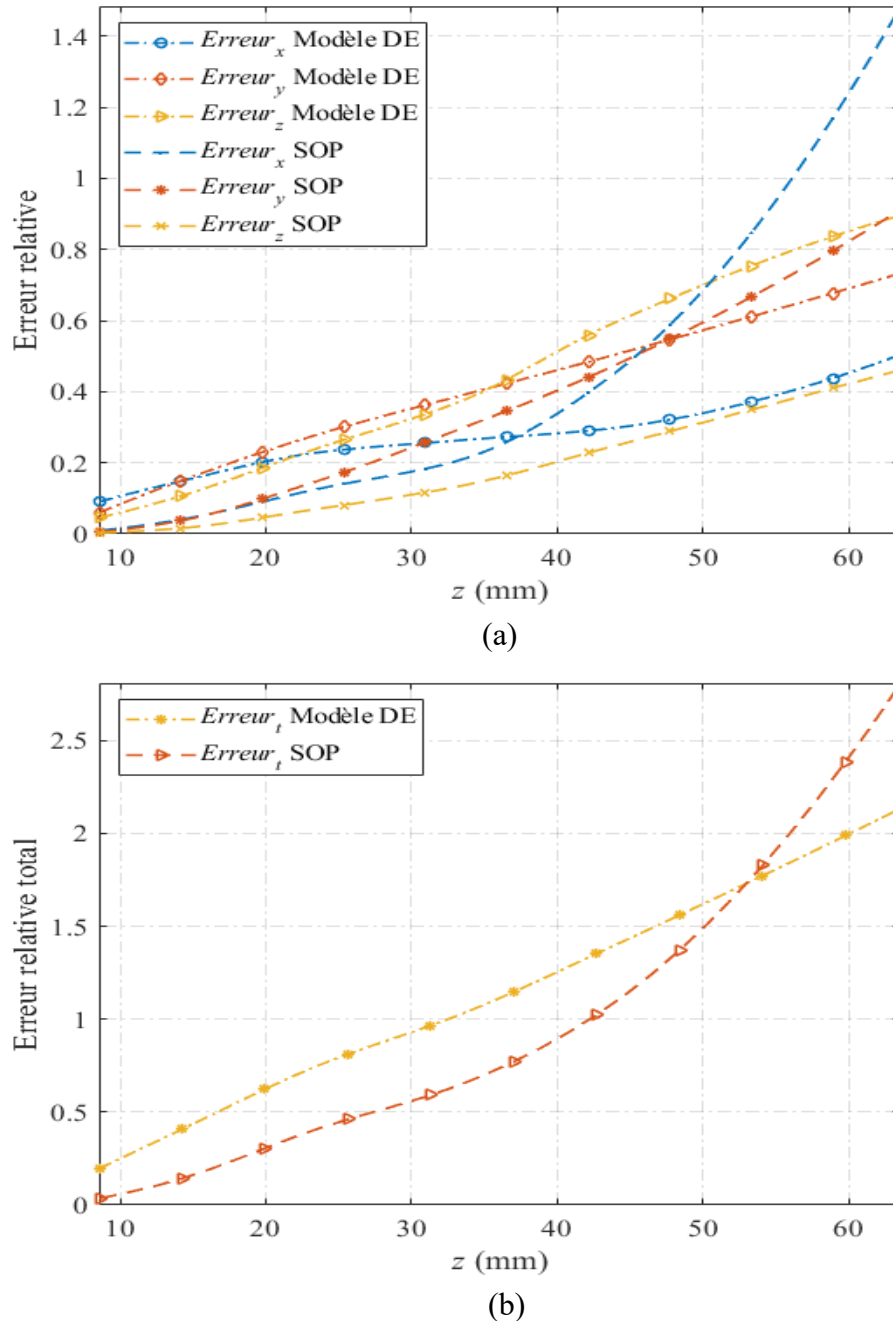 1.4
1.2
1
0.8
0.6
0.4
0.2
0
Erreur relative
Erreur_x Modèle DE
Erreur_y Modèle DE
Erreur_z Modèle DE
Erreur_x SOP
Erreur_y SOP
Erreur_z SOP
10 20 30 40 50 60
z (mm)
(a)
2.5
2
1.5
1
0.5
0
Erreur relative total
Erreur_t Modèle DE
Erreur_t SOP
10 20 30 40 50 60
z (mm)
(b)